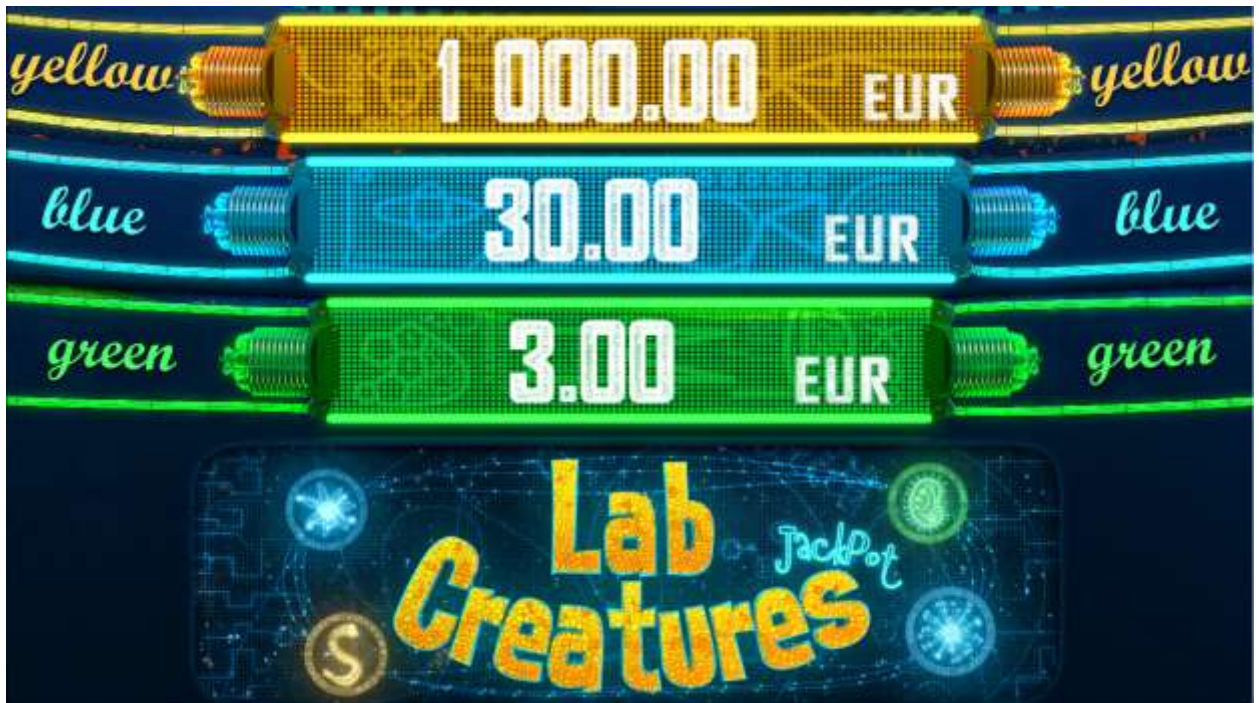 yellow 1 000.00 EUR yellow
blue 30.00 EUR blue
green 3.00 EUR green
Lab
Jackpot
Creatures
S